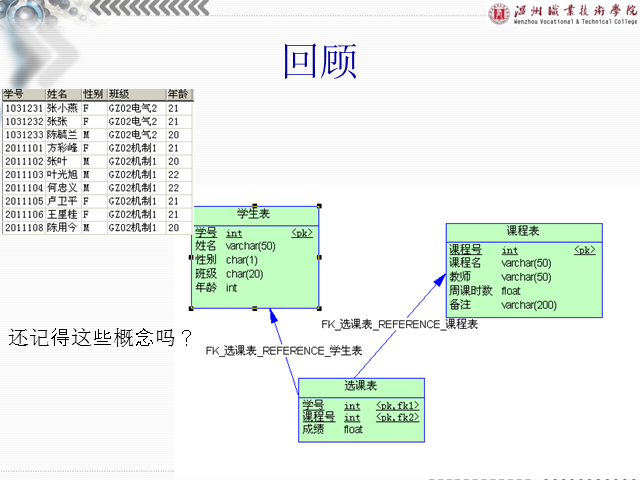 温州職業技術學院
Wenzhou Vocational & Technical College
回顾
学号 姓名 性别 班级 年龄
1031231 张小燕 F GZ02电气2 21
1031232 张张 F GZ02电气2 21
1031233 陈毓兰 M GZ02电气2 20
2011101 方彩峰 F GZ02机制1 21
2011102 张叶 M GZ02机制1 20
2011103 叶光旭 M GZ02机制1 22
2011104 何忠义 M GZ02机制1 22
2011105 卢卫平 F GZ02机制1 21
2011106 王星桂 F GZ02机制1 21
2011108 陈用今 M GZ02机制1 20
学生表
学号 int <pk>
姓名 varchar(50)
性别 char(1)
班级 char(20)
年龄 int
课程表
课程号 int <pk>
课程名 varchar(50)
教师 varchar(50)
周课时数 float
备注 varchar(200)
FK_选课表_REFERENCE_课程表
还记得这些概念吗？
FK_选课表_REFERENCE_学生表
选课表
学号 int <pk,fk1>
课程号 int <pk,fk2>
成绩 float